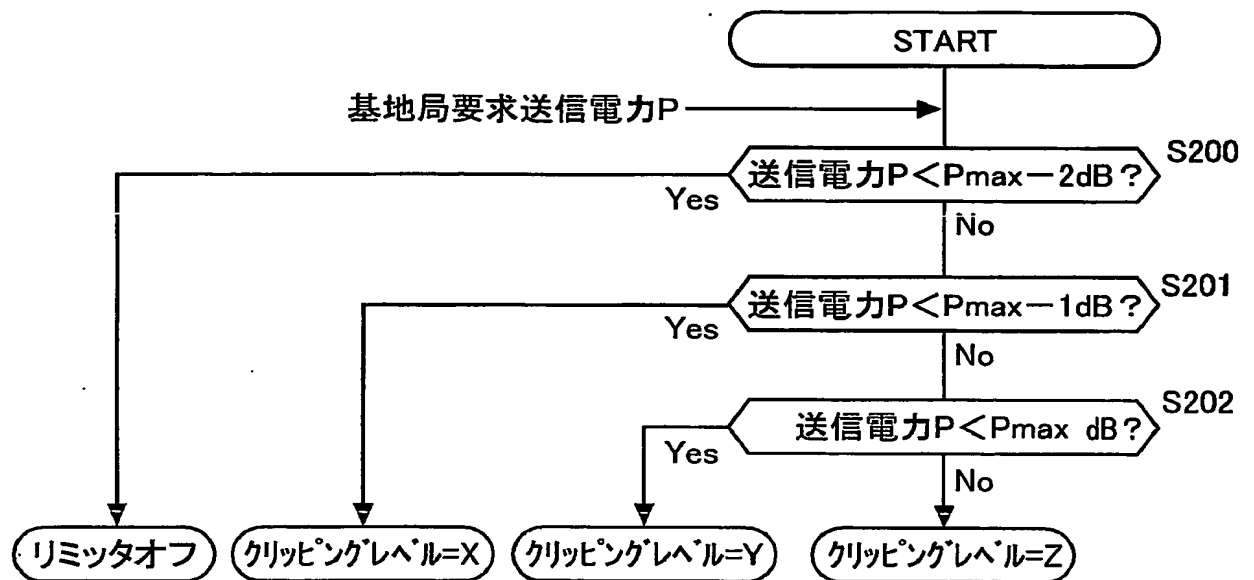 START
基地局要求送信電力P
送信電力P＜Pmax－2dB？
S200
Yes
No
送信電力P＜Pmax－1dB？
S201
Yes
No
送信電力P＜Pmax dB？
S202
Yes
No
リミッタオフ
クリッピングレベル=X
クリッピングレベル=Y
クリッピングレベル=Z